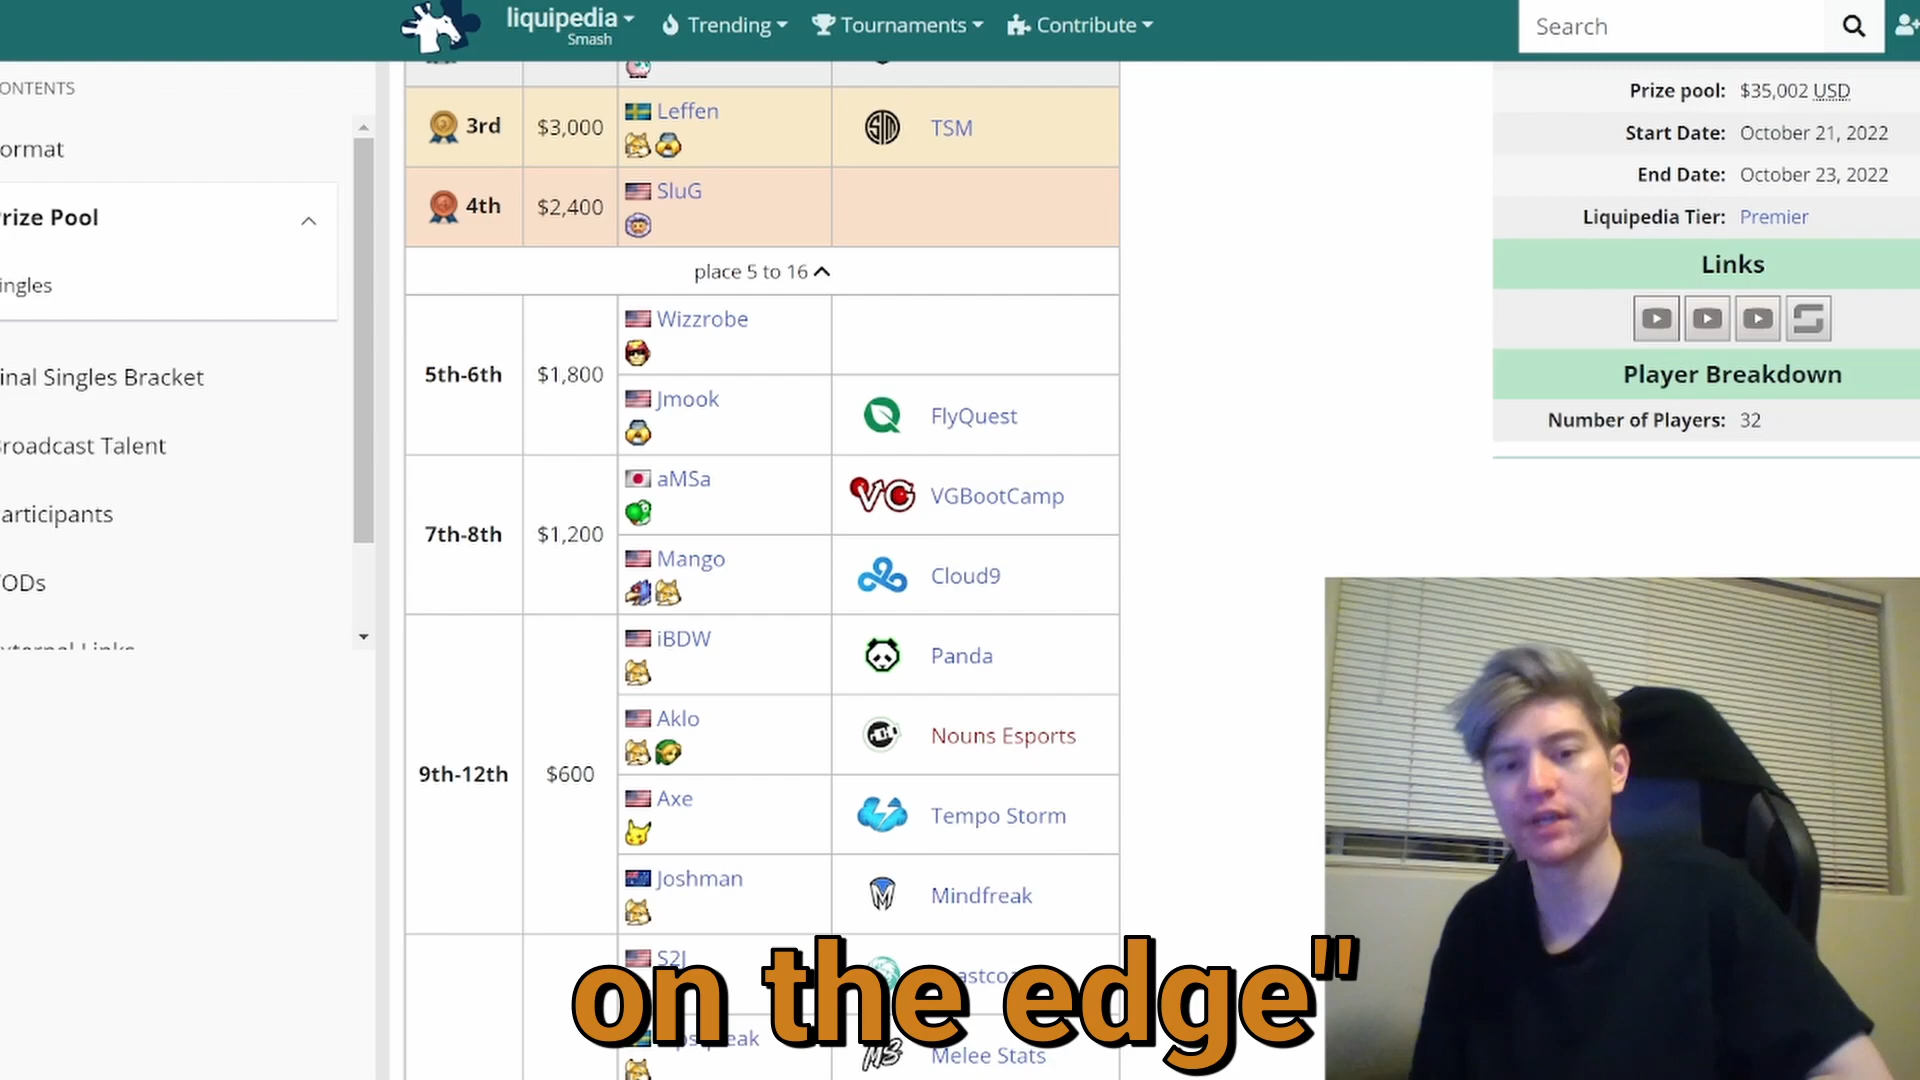 liquipedia
Smash
Trending
Tournaments
Contribute
Search
ONTENTS
ormat
rize Pool
ingles
inal Singles Bracket
roadcast Talent
articipants
ODs
3rd $3,000 Leffen TSM
4th $2,400 SluG
place 5 to 16
5th-6th $1,800 Wizzrobe
Jmook FlyQuest
7th-8th $1,200 aMSa VG VGBootCamp
Mango Cloud9
9th-12th $600 iBDW Panda
Aklo Nouns Esports
Axe Tempo Storm
Joshman Mindfreak
S2J
MS Melee Stats
on the edge"
Prize pool: $35,002 USD
Start Date: October 21, 2022
End Date: October 23, 2022
Liquipedia Tier: Premier
Links
Player Breakdown
Number of Players: 32